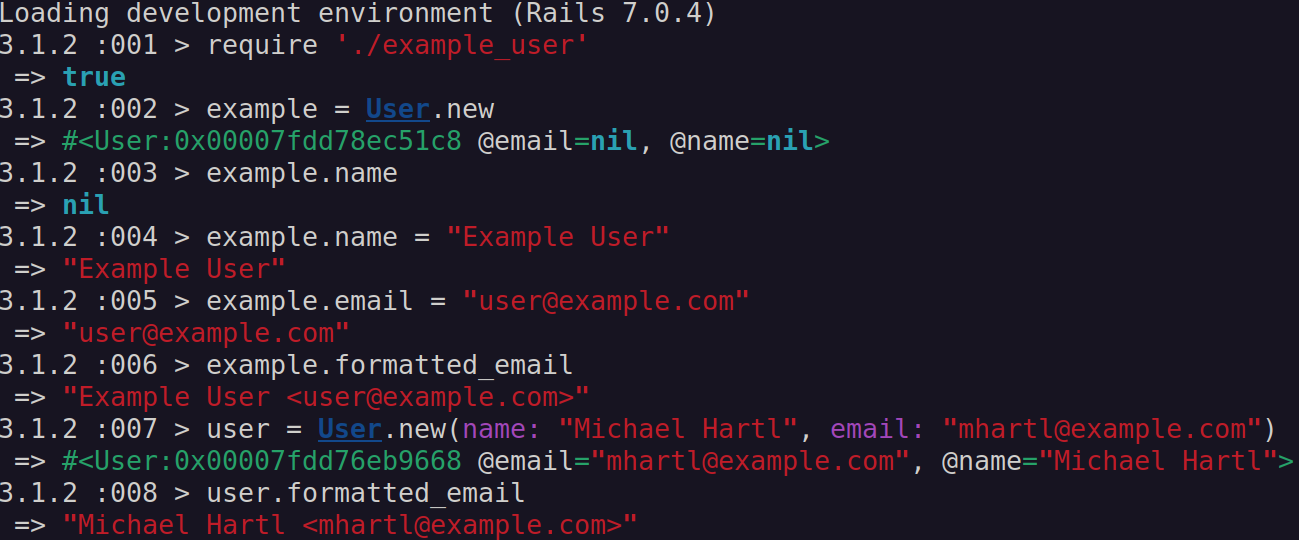 Loading development environment (Rails 7.0.4)
3.1.2 :001 > require './example_user'
 => true
3.1.2 :002 > example = User.new
 => #<User:0x00007fdd78ec51c8 @email=nil, @name=nil>
3.1.2 :003 > example.name
 => nil
3.1.2 :004 > example.name = "Example User"
 => "Example User"
3.1.2 :005 > example.email = "user@example.com"
 => "user@example.com"
3.1.2 :006 > example.formatted_email
 => "Example User <user@example.com>"
3.1.2 :007 > user = User.new(name: "Michael Hartl", email: "mhartl@example.com")
 => #<User:0x00007fdd76eb9668 @email="mhartl@example.com", @name="Michael Hartl">
3.1.2 :008 > user.formatted_email
 => "Michael Hartl <mhartl@example.com>"